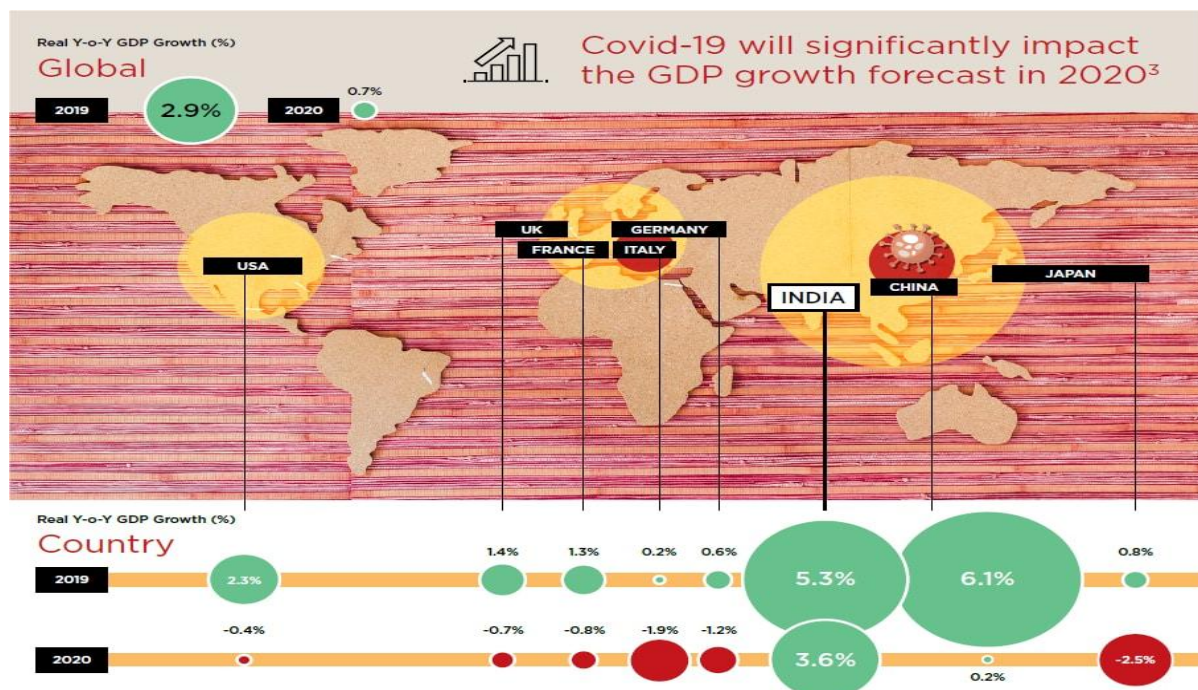 Real Y-o-Y GDP Growth (%)
Global
Covid-19 will significantly impact
the GDP growth forecast in 2020³
2019
2.9%
2020
0.7%
UK
GERMANY
FRANCE
ITALY
USA
JAPAN
CHINA
INDIA
Real Y-o-Y GDP Growth (%)
Country
2019
2.3%
1.4%
1.3%
0.2%
0.6%
5.3%
6.1%
0.8%
2020
-0.4%
-0.7%
-0.8%
-1.9%
-1.2%
3.6%
0.2%
-2.5%